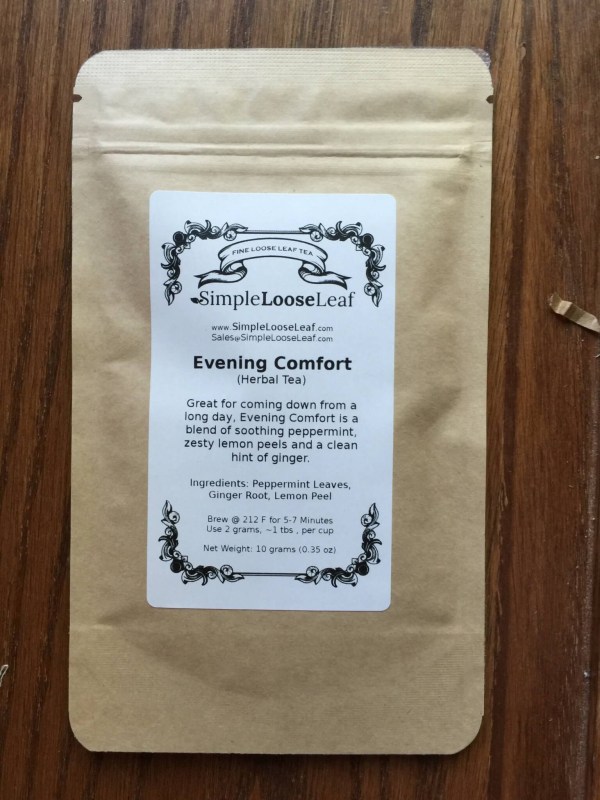 FINE LOOSE LEAF TEA
SimpleLooseLeaf
www.SimpleLooseLeaf.com
Sales@SimpleLooseLeaf.com
Evening Comfort
(Herbal Tea)
Great for coming down from a
long day, Evening Comfort is a
blend of soothing peppermint,
zesty lemon peels and a clean
hint of ginger.
Ingredients: Peppermint Leaves,
Ginger Root, Lemon Peel
Brew @ 212 F for 5-7 Minutes
Use 2 grams, ~1 tbs , per cup
Net Weight: 10 grams (0.35 oz)